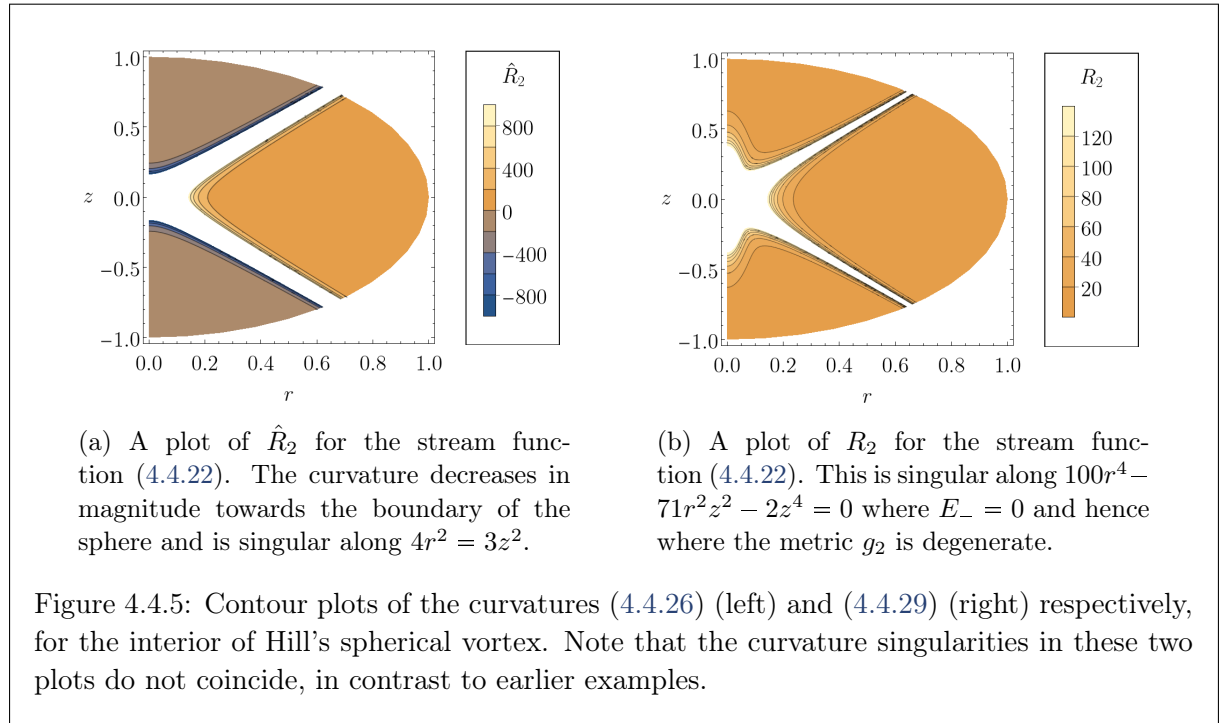 1.0
0.5
0.0
−0.5
−1.0
z
0.0 0.2 0.4 0.6 0.8 1.0
r
R̂₂
800
400
0
−400
−800
1.0
0.5
0.0
−0.5
−1.0
z
0.0 0.2 0.4 0.6 0.8 1.0
r
R₂
120
100
80
60
40
20
(a) A plot of R̂₂ for the stream func-
tion (4.4.22). The curvature decreases in
magnitude towards the boundary of the
sphere and is singular along 4r² = 3z².
(b) A plot of R₂ for the stream func-
tion (4.4.22). This is singular along 100r⁴ −
71r²z² − 2z⁴ = 0 where E₋ = 0 and hence
where the metric g₂ is degenerate.
Figure 4.4.5: Contour plots of the curvatures (4.4.26) (left) and (4.4.29) (right) respectively,
for the interior of Hill's spherical vortex. Note that the curvature singularities in these two
plots do not coincide, in contrast to earlier examples.